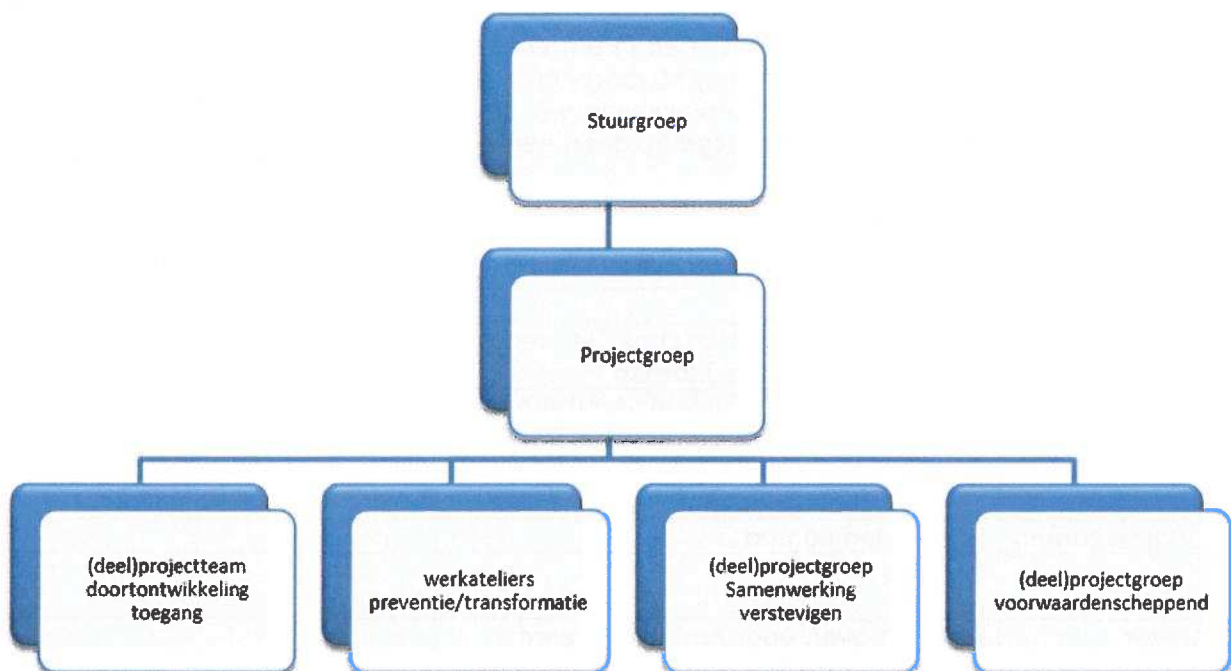 Stuurgroep
Projectgroep
(deel)projectteam
doortontwikkeling
toegang
werkateliers
preventie/transformatie
(deel)projectgroep
Samenwerking
verstevigen
(deel)projectgroep
voorwaardenscheppend